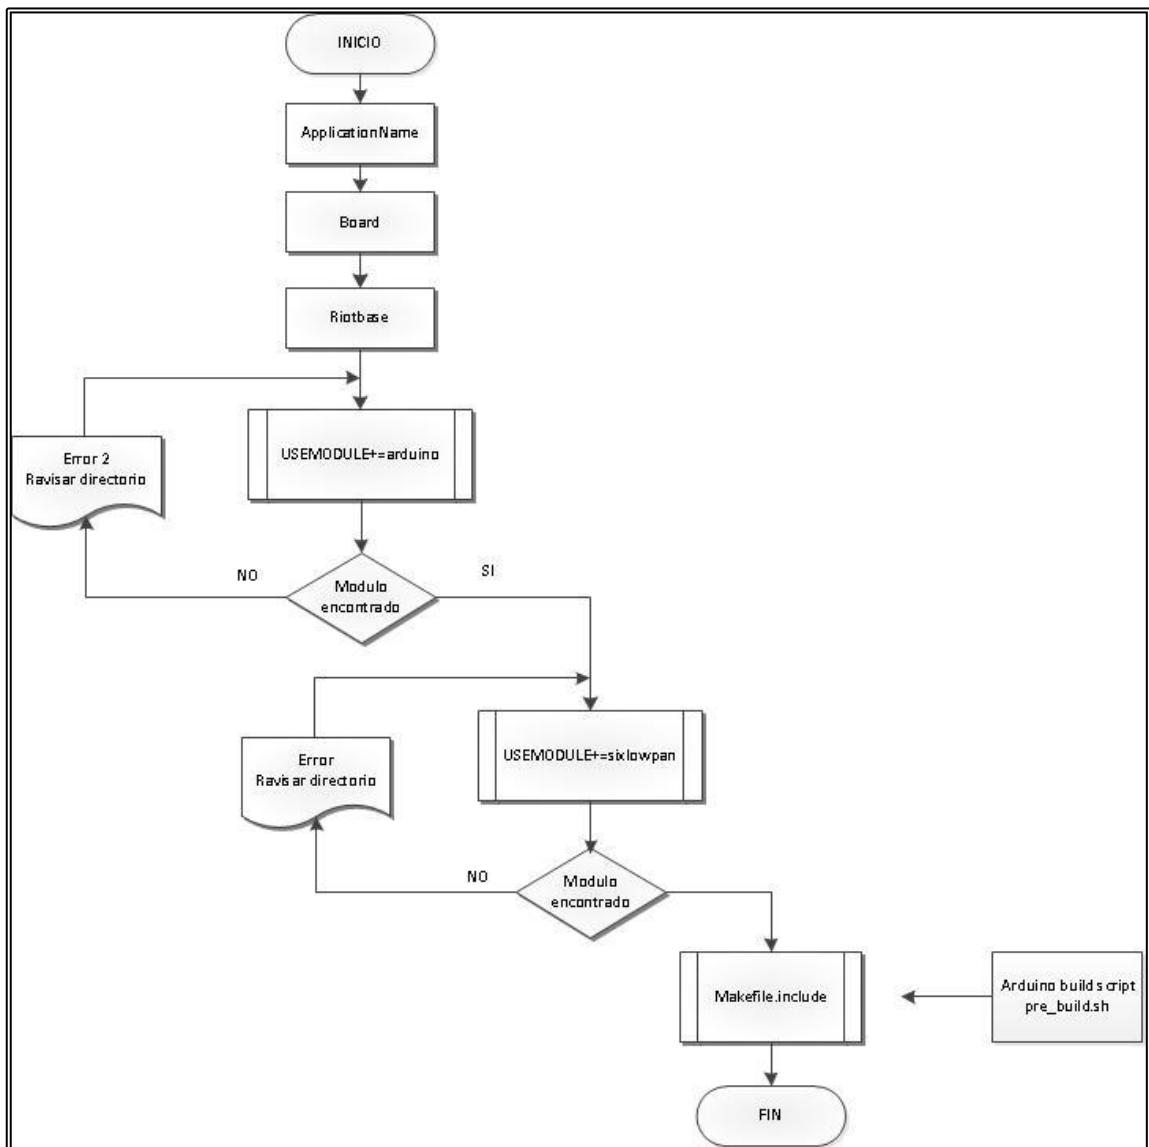 INICIO
ApplicationName
Board
Riotbase
USEMODULE+=arduino
Error 2
Ravisar directorio
NO
SI
Modulo
encontrado
USEMODULE+=sixlowpan
Error
Ravisar directorio
NO
Modulo
encontrado
Makefile.include
Arduino build script
pre_build.sh
FIN